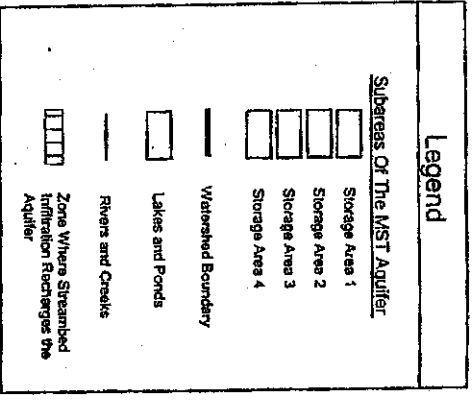 Legend
Subareas Of The MST Aquifer
Storage Area 1
Storage Area 2
Storage Area 3
Storage Area 4
Watershed Boundary
Lakes and Ponds
Rivers and Creeks
Zone Where Streambed
Infiltration Recharges the
Aquifer